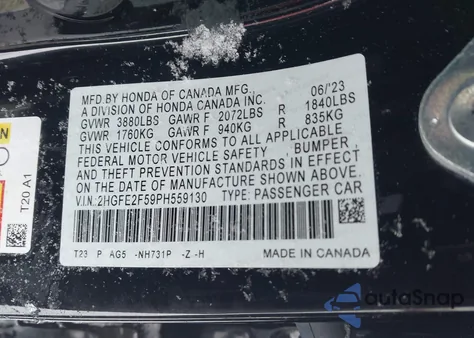 MFD. BY HONDA OF CANADA MFG. 06/'23
A DIVISION OF HONDA CANADA INC.
GVWR 3880LBS GAWR F 2072LBS R 1840LBS
GVWR 1760KG GAWR F 940KG R 835KG
THIS VEHICLE CONFORMS TO ALL APPLICABLE
FEDERAL MOTOR VEHICLE SAFETY BUMPER,
AND THEFT PREVENTION STANDARDS IN EFFECT
ON THE DATE OF MANUFACTURE SHOWN ABOVE.
V.I.N.:2HGFE2F59PH559130 TYPE: PASSENGER CAR
T23 P AG5 -NH731P -Z -H
MADE IN CANADA
T20 A1
autoSnap